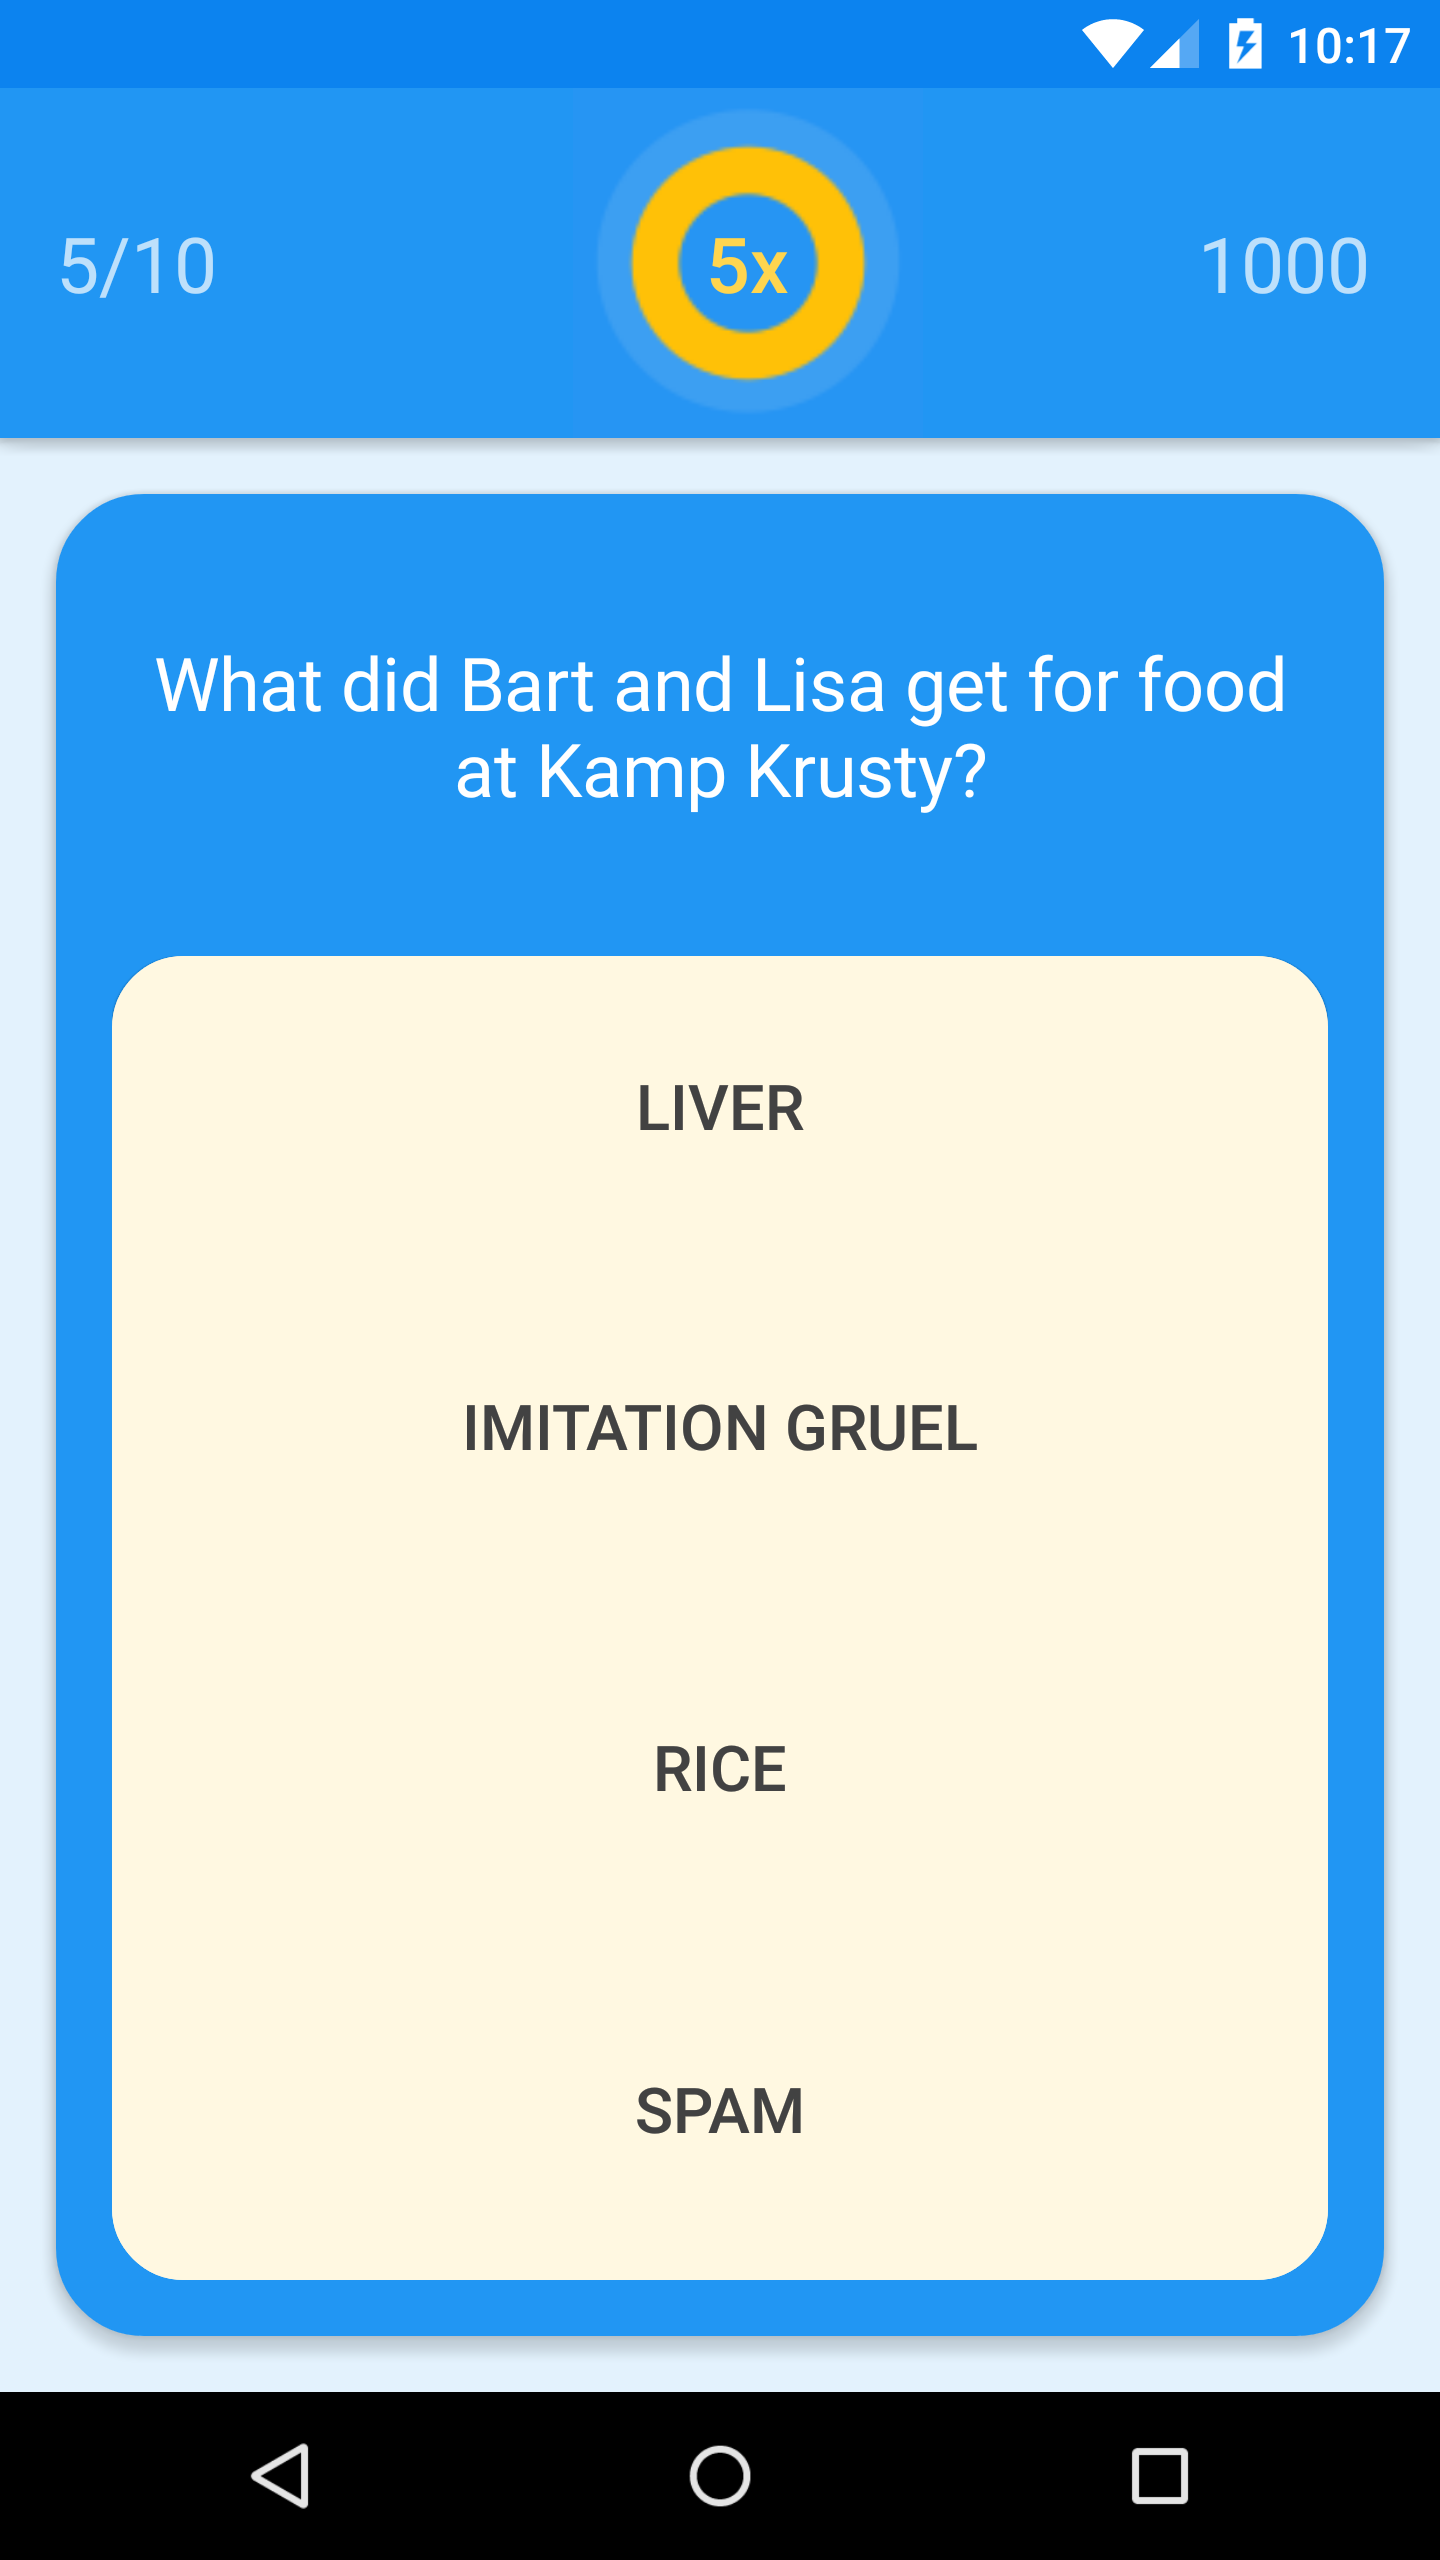 10:17
5/10
5x
1000
What did Bart and Lisa get for food
at Kamp Krusty?
LIVER
IMITATION GRUEL
RICE
SPAM